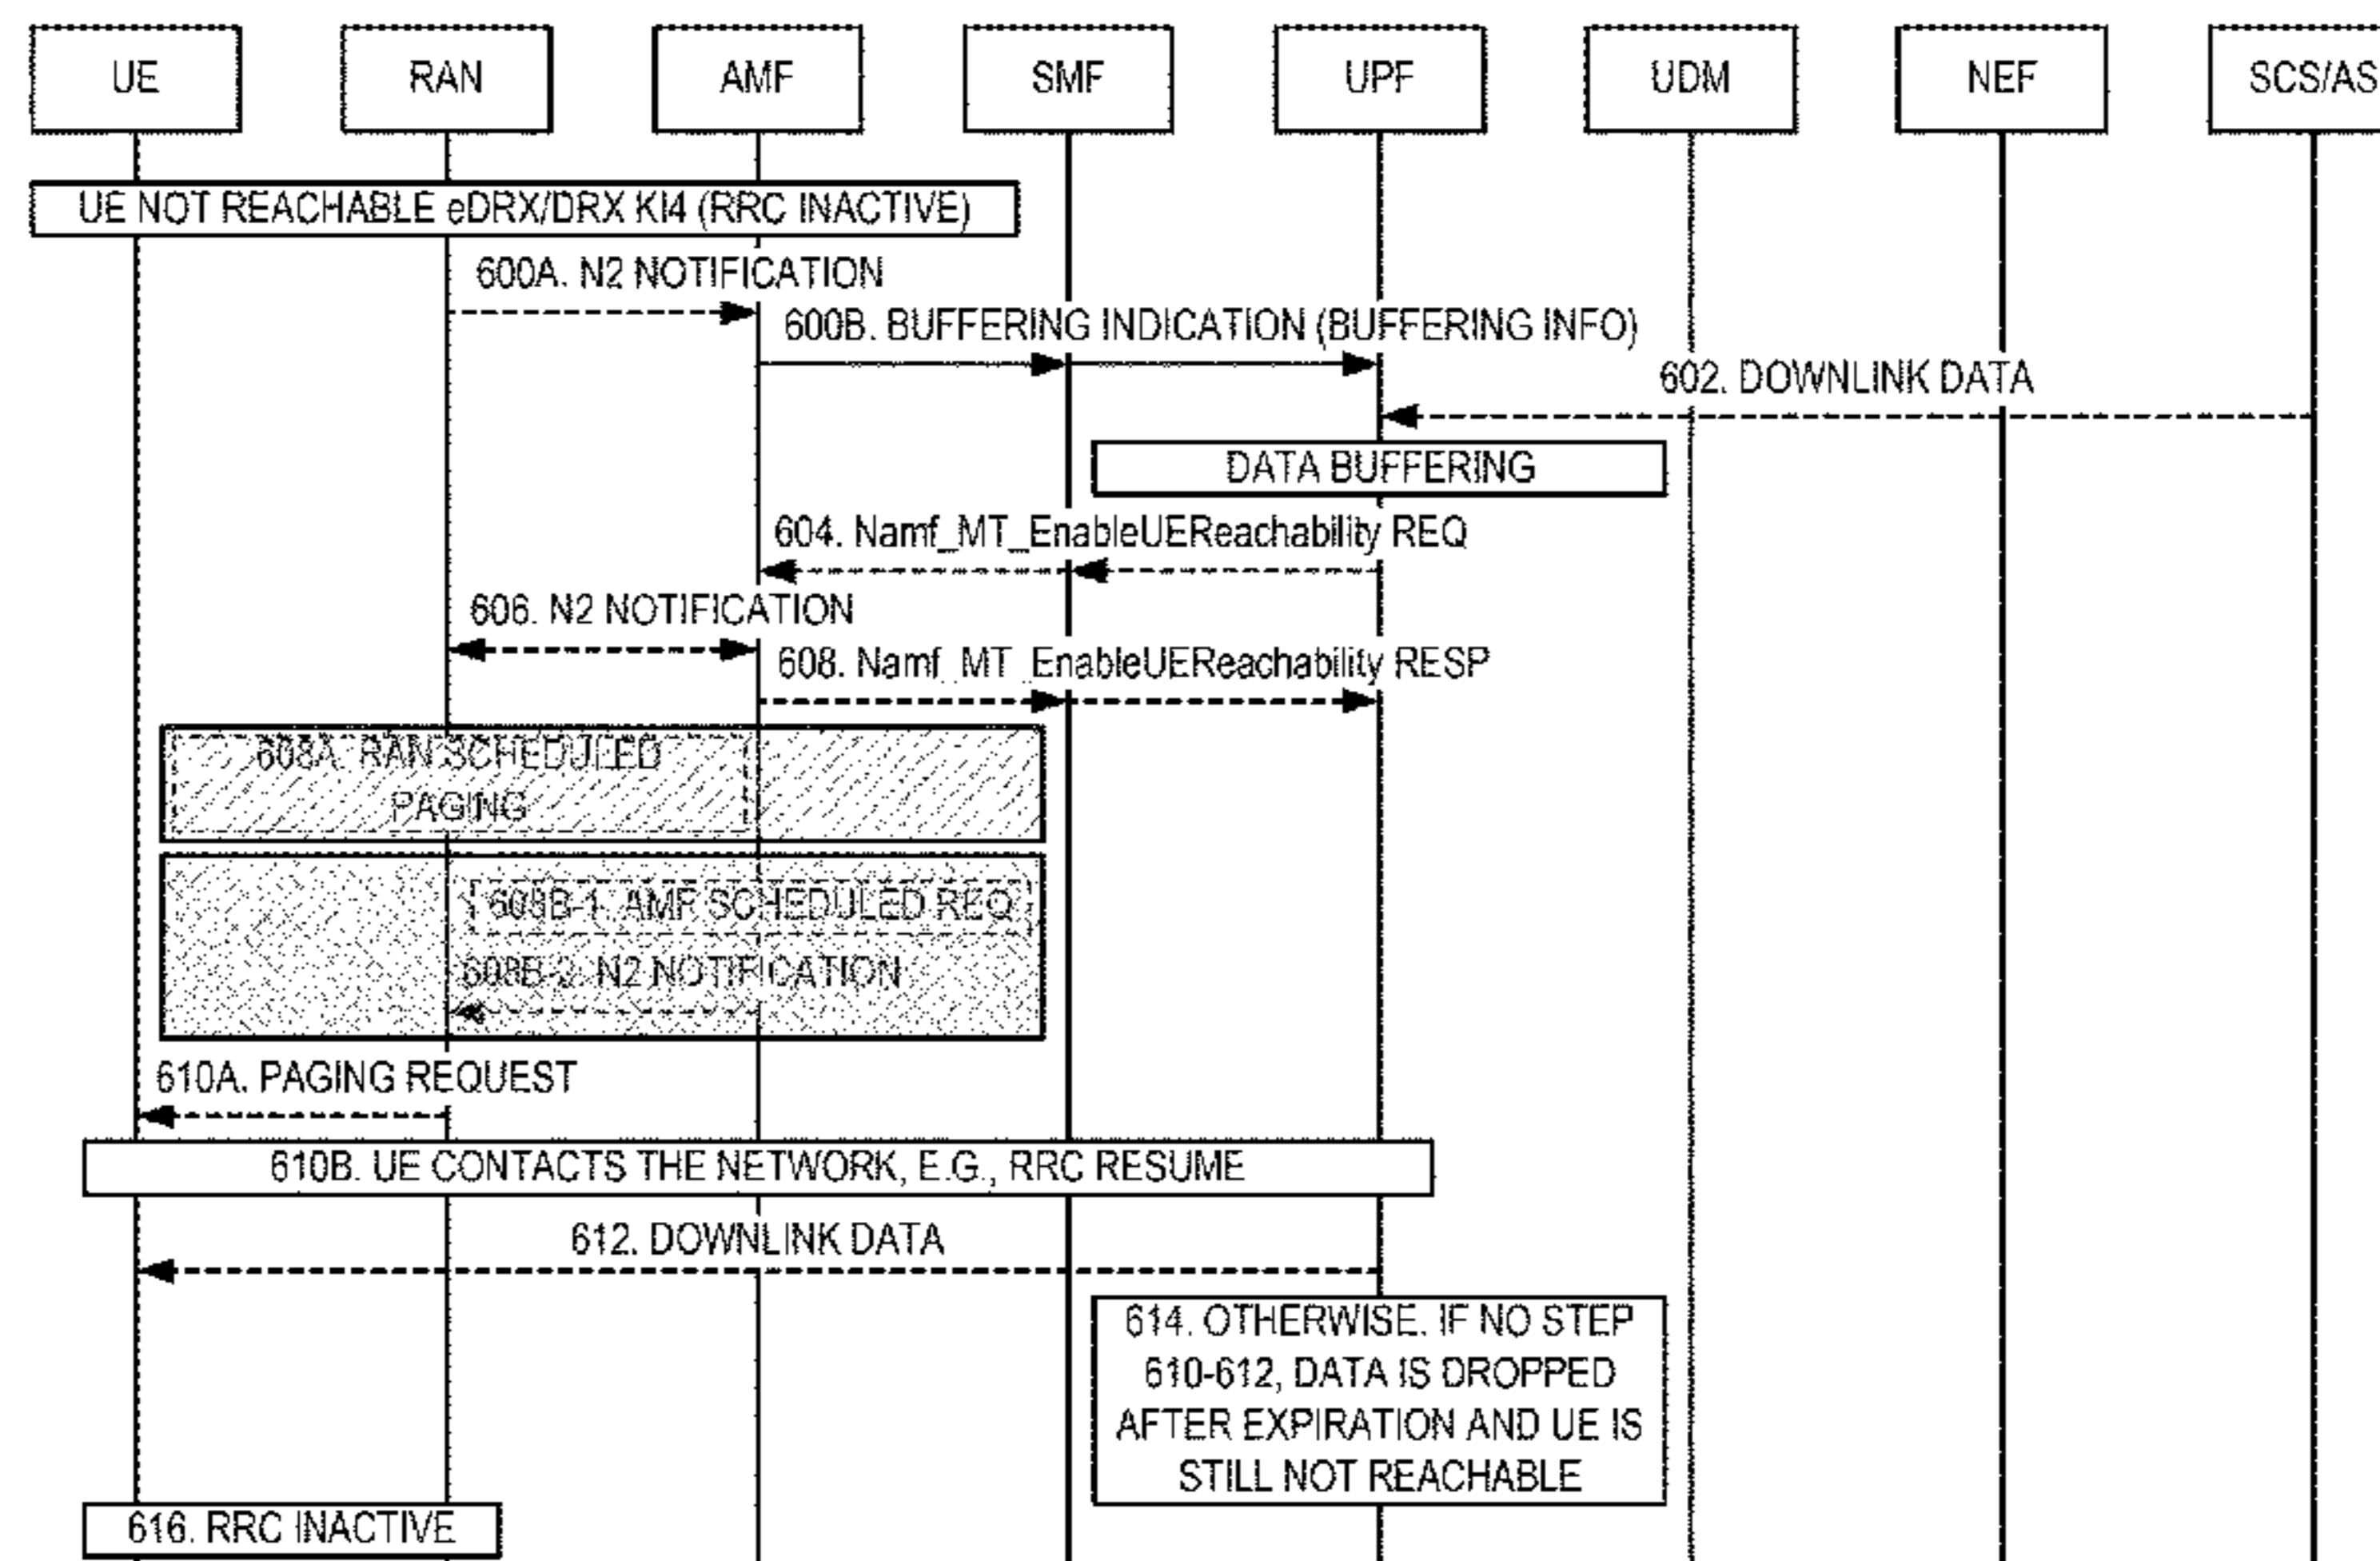 UE RAN AMF SMF UPF UDM NEF SCS/AS
UE NOT REACHABLE eDRX/DRX KI4 (RRC INACTIVE)
600A. N2 NOTIFICATION
600B. BUFFERING INDICATION (BUFFERING INFO)
602. DOWNLINK DATA
DATA BUFFERING
604. Namf_MT_EnableUEReachability REQ
606. N2 NOTIFICATION
608. Namf_MT_EnableUEReachability RESP
608A. RAN SCHEDULED
PAGING
608B-1. AMF SCHEDULED REQ
608B-2. N2 NOTIFICATION
610A. PAGING REQUEST
610B. UE CONTACTS THE NETWORK, E.G., RRC RESUME
612. DOWNLINK DATA
614. OTHERWISE, IF NO STEP
610-612, DATA IS DROPPED
AFTER EXPIRATION AND UE IS
STILL NOT REACHABLE
616. RRC INACTIVE